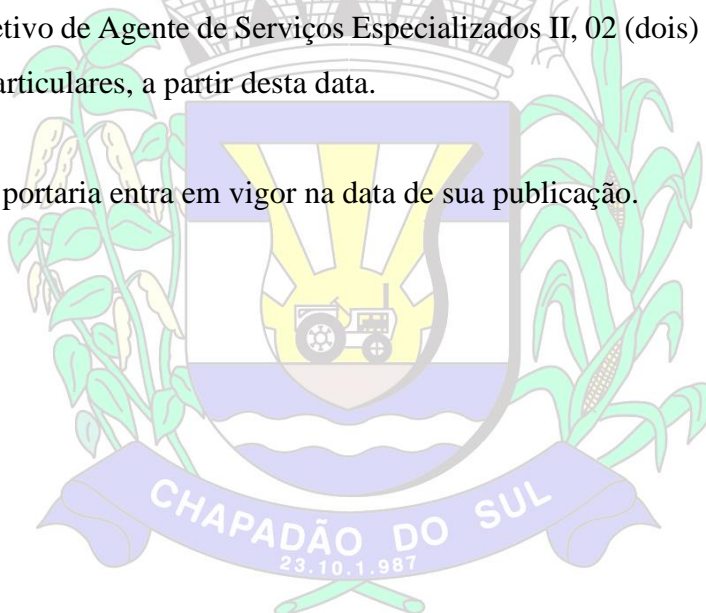 etivo de Agente de Serviços Especializados II, 02 (dois)
articulares, a partir desta data.
portaria entra em vigor na data de sua publicação.
CHAPADÃO DO SUL
23.10.1.987